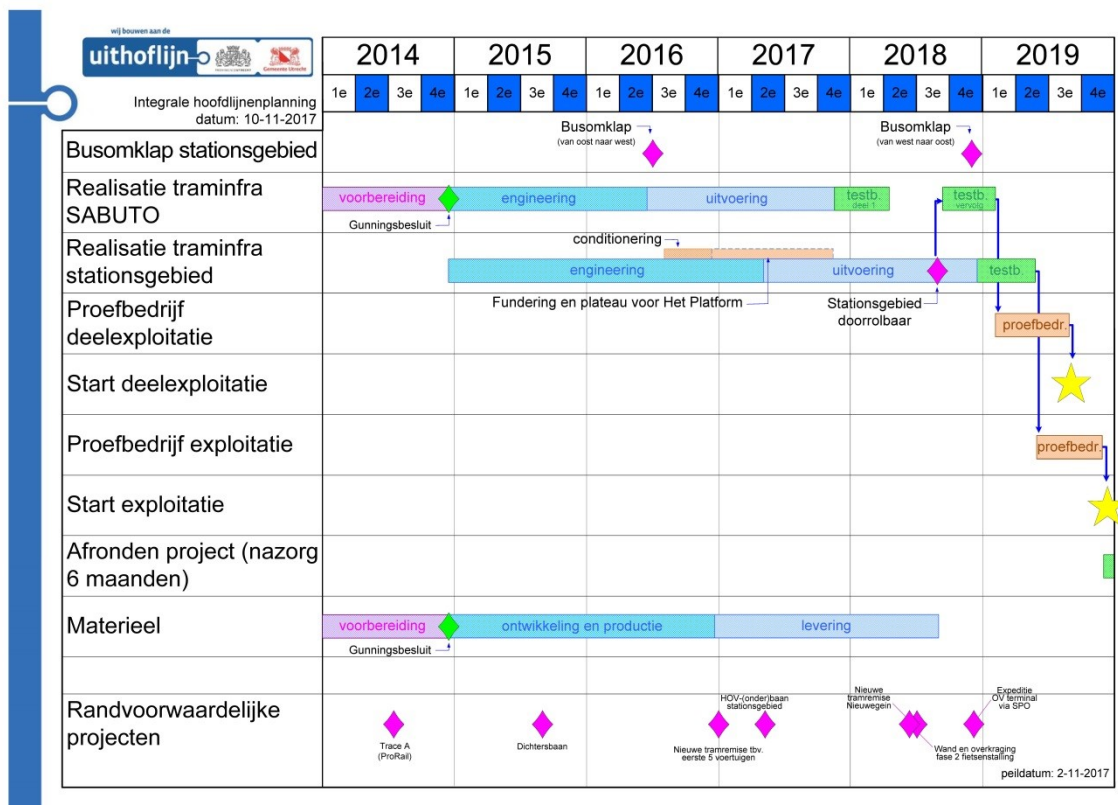 wij bouwen aan de
uithoflijn
Gemeente Utrecht
Integrale hoofdlijnenplanning
datum: 10-11-2017
2014 2015 2016 2017 2018 2019
1e 2e 3e 4e 1e 2e 3e 4e 1e 2e 3e 4e 1e 2e 3e 4e 1e 2e 3e 4e 1e 2e 3e 4e
Busomklap stationsgebied
Busomklap
(van oost naar west)
Busomklap
(van west naar oost)
Realisatie traminfra
SABUTO
voorbereiding
Gunningsbesluit
engineering
uitvoering
testb.
deel 1
testb.
vervolg
Realisatie traminfra
stationsgebied
conditionering
engineering
uitvoering
testb.
Fundering en plateau voor Het Platform
Stationsgebied
doorrolbaar
Proefbedrijf
deelexploitatie
proefbedr.
Start deelexploitatie
Proefbedrijf exploitatie
proefbedr.
Start exploitatie
Afronden project (nazorg
6 maanden)
Materieel
voorbereiding
Gunningsbesluit
ontwikkeling en productie
levering
Randvoorwaardelijke
projecten
Trace A
(ProRail)
Dichtersbaan
HOV-(onder)baan
stationsgebied
Nieuwe tramremise tbv.
eerste 5 voertuigen
Nieuwe
tramremise
Nieuwegein
Wand en overkraging
fase 2 fietsenstalling
Expeditie
OV terminal
via SPO
peildatum: 2-11-2017